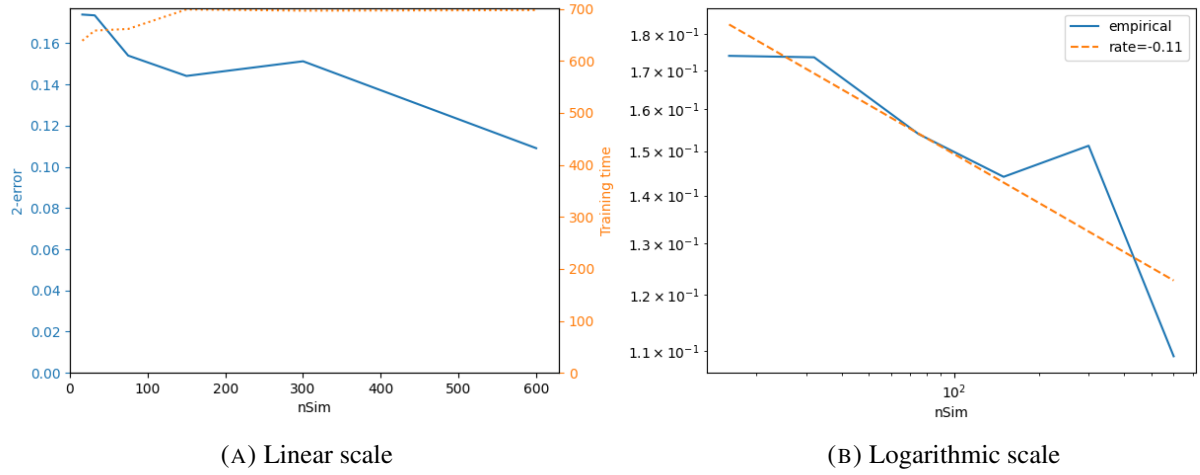 0.16
0.14
0.12
0.10
0.08
0.06
0.04
0.02
0.00
2-error
0 100 200 300 400 500 600
nSim
700
600
500
400
300
200
100
0
Training time
(A) Linear scale
1.8 × 10⁻¹
1.7 × 10⁻¹
1.6 × 10⁻¹
1.5 × 10⁻¹
1.4 × 10⁻¹
1.3 × 10⁻¹
1.2 × 10⁻¹
1.1 × 10⁻¹
empirical
rate=-0.11
10²
nSim
(B) Logarithmic scale